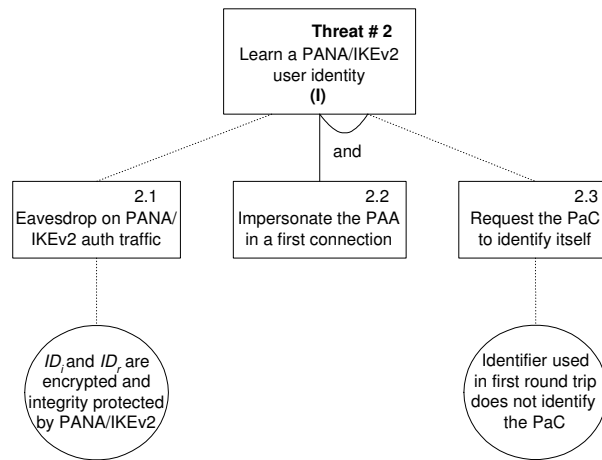 Threat # 2
Learn a PANA/IKEv2
user identity
(I)
and
2.1
Eavesdrop on PANA/
IKEv2 auth traffic
2.2
Impersonate the PAA
in a first connection
2.3
Request the PaC
to identify itself
IDi and IDr are
encrypted and
integrity protected
by PANA/IKEv2
Identifier used
in first round trip
does not identify
the PaC